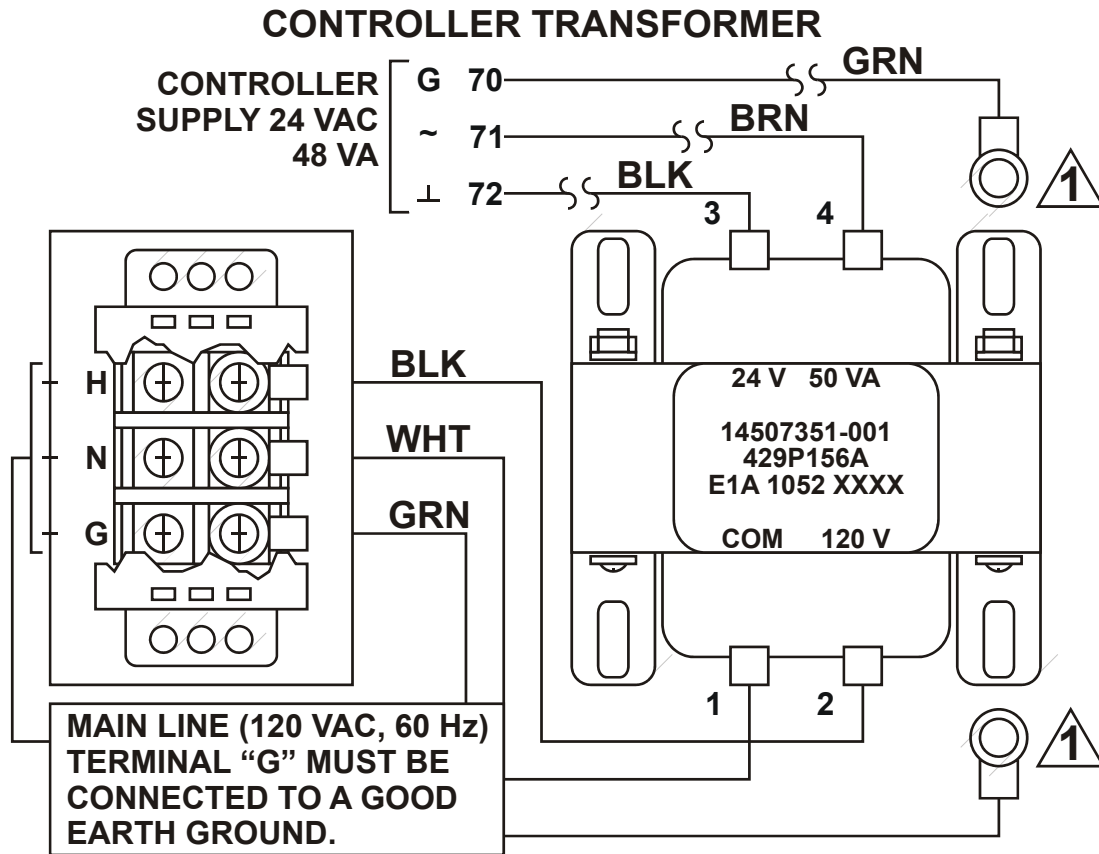 CONTROLLER TRANSFORMER
CONTROLLER
SUPPLY 24 VAC
48 VA
G 70
GRN
~ 71
BRN
⊥ 72
BLK
1
3 4
H
BLK
N
WHT
G
GRN
24 V 50 VA
14507351-001
429P156A
E1A 1052 XXXX
COM 120 V
1 2
1
MAIN LINE (120 VAC, 60 Hz)
TERMINAL “G” MUST BE
CONNECTED TO A GOOD
EARTH GROUND.